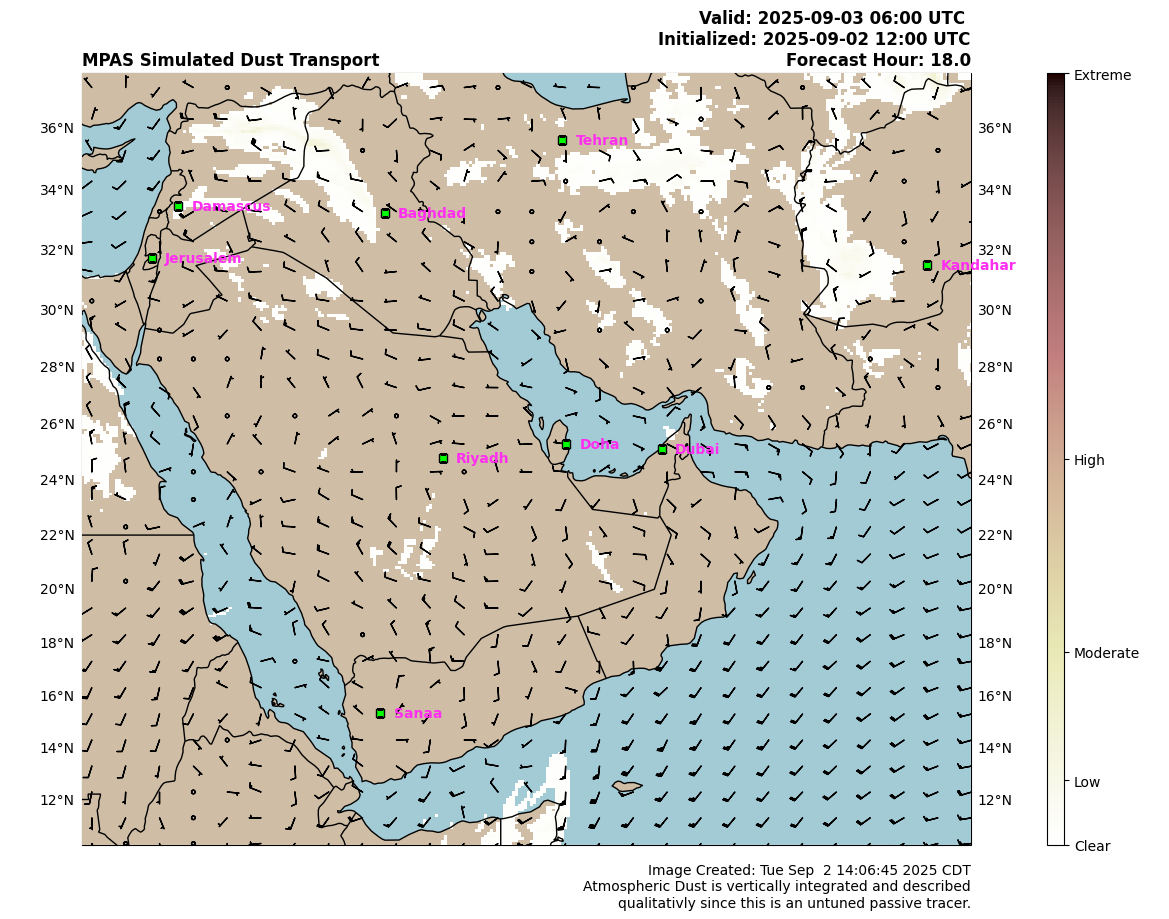 Valid: 2025-09-03 06:00 UTC
Initialized: 2025-09-02 12:00 UTC
MPAS Simulated Dust Transport Forecast Hour: 18.0
Extreme
36°N Tehran 36°N
34°N Damascus Baghdad 34°N
32°N Jerusalem 32°N Kandahar
30°N 30°N
28°N 28°N
26°N Doha Dubai 26°N High
24°N Riyadh 24°N
22°N 22°N
20°N 20°N
18°N 18°N Moderate
16°N Sanaa 16°N
14°N 14°N Low
12°N 12°N
Clear
Image Created: Tue Sep  2 14:06:45 2025 CDT
Atmospheric Dust is vertically integrated and described
qualitativly since this is an untuned passive tracer.